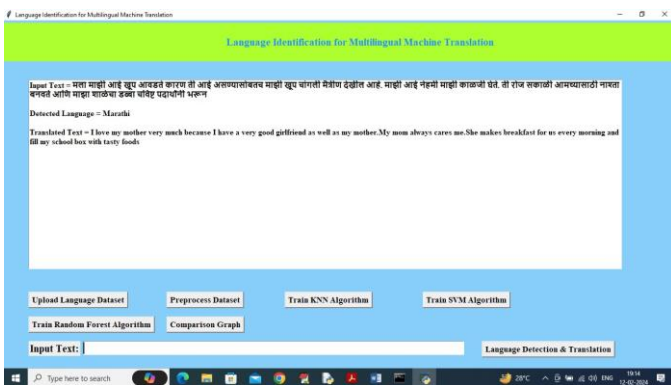 Language Identification for Multilingual Machine Translation
Language Identification for Multilingual Machine Translation
Input Text = मला माझी आई खूप आवडते कारण ती आई असण्यासोबतच माझी खूप चांगली मैत्रीण देखील आहे. माझी आई नेहमी माझी काळजी घेते. ती रोज सकाळी आमच्यासाठी नाश्ता
बनवते आणि माझा शाळेचा डब्बा चविष्ट पदार्थांनी भरून
Detected Language = Marathi
Translated Text = I love my mother very much because I have a very good girlfriend as well as my mother.My mom always cares me.She makes breakfast for us every morning and
fill my school box with tasty foods
Upload Language Dataset Preprocess Dataset Train KNN Algorithm Train SVM Algorithm
Train Random Forest Algorithm Comparison Graph
Input Text: Language Detection & Translation
Type here to search 28°C ENG 19:14
12-02-2024